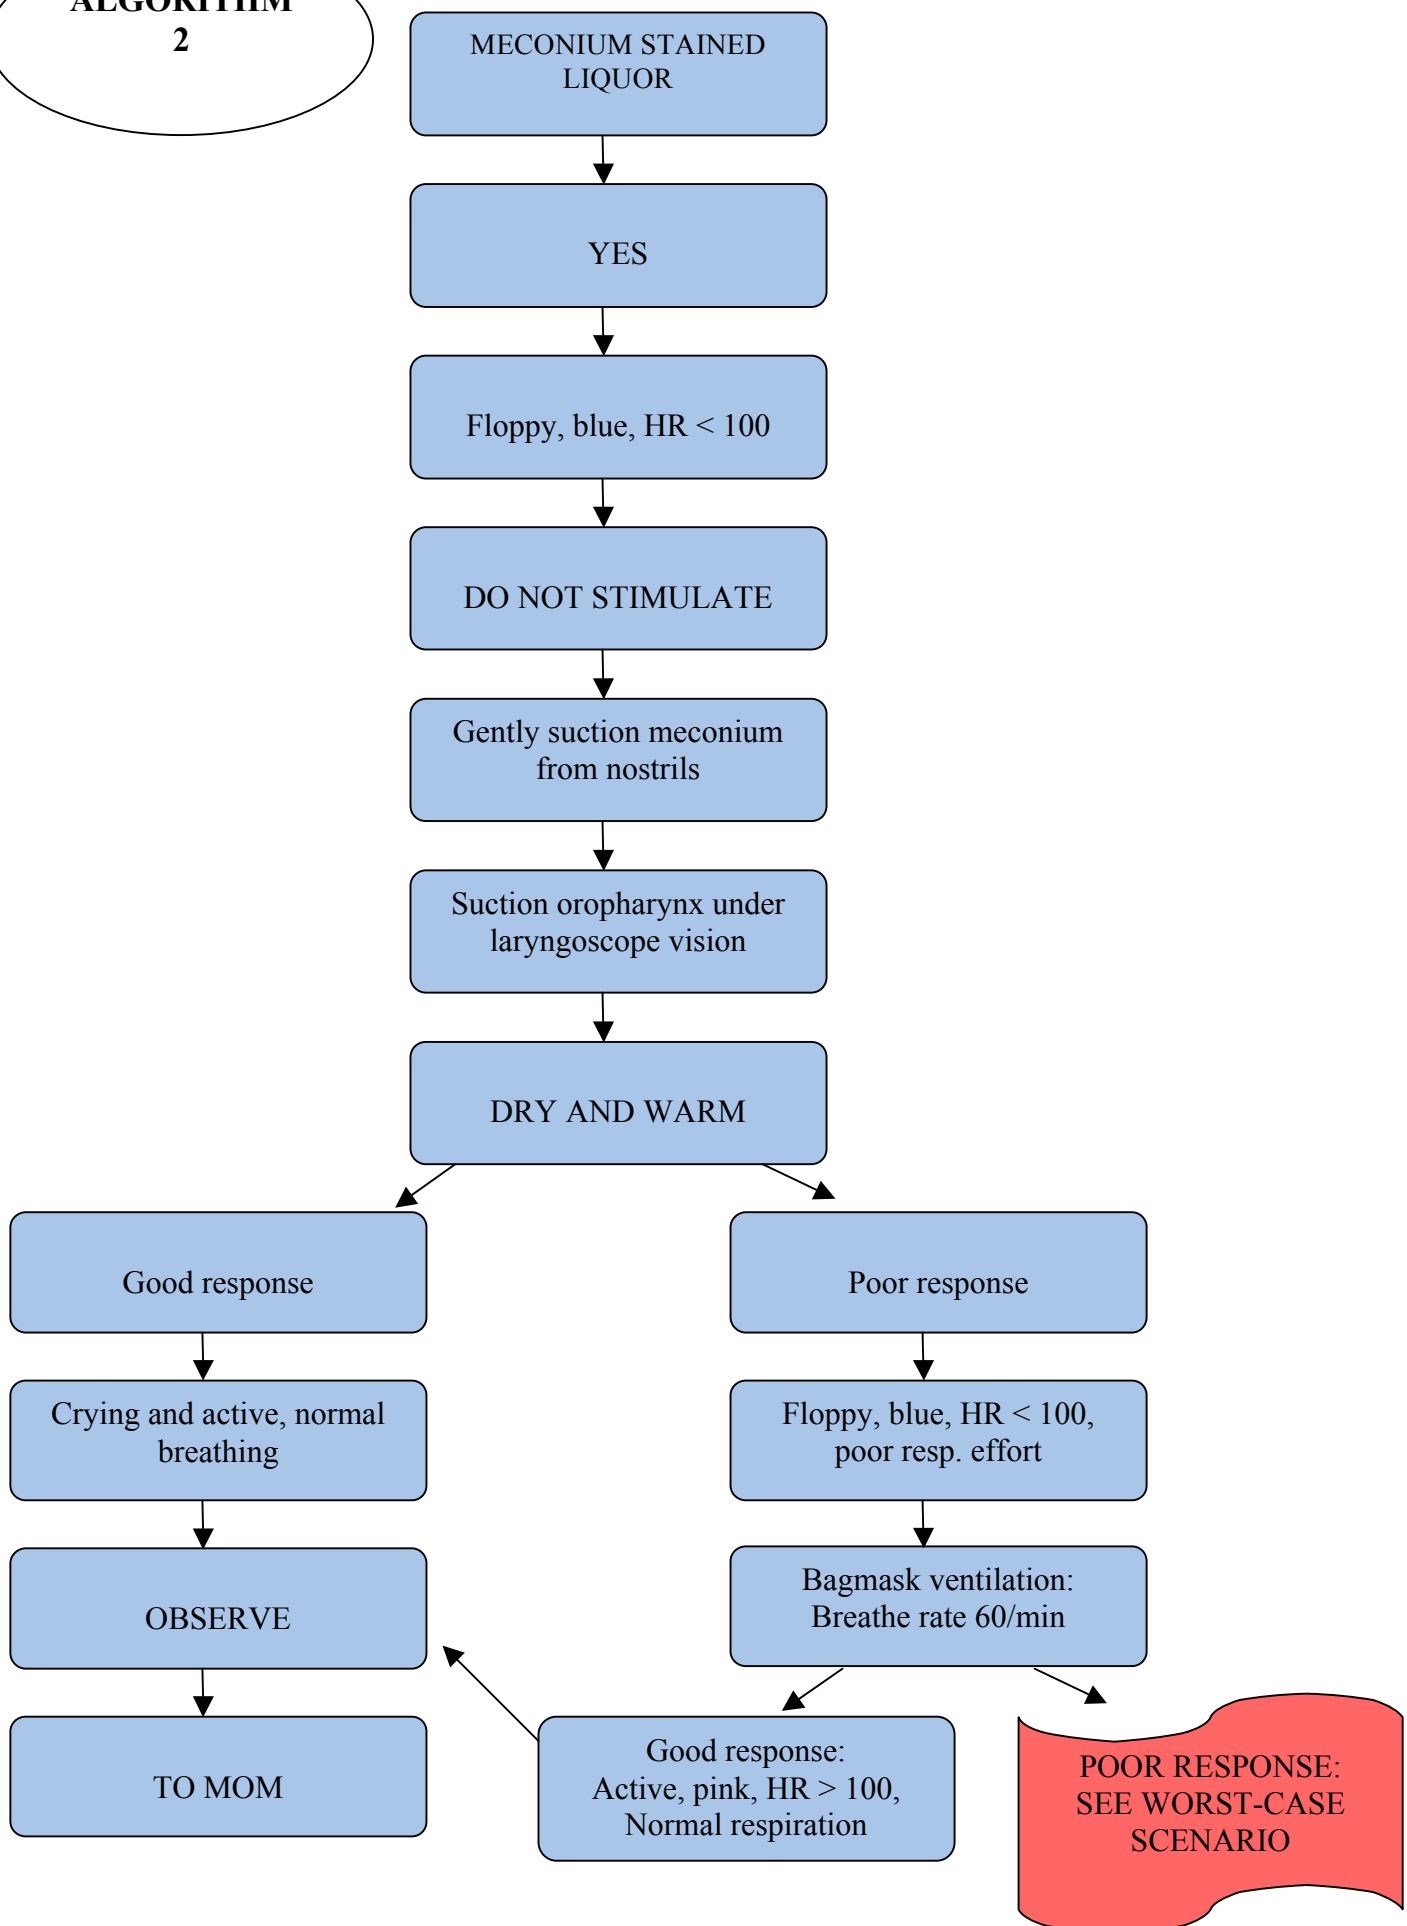 ALGORITHM
2
MECONIUM STAINED
LIQUOR
YES
Floppy, blue, HR < 100
DO NOT STIMULATE
Gently suction meconium
from nostrils
Suction oropharynx under
laryngoscope vision
DRY AND WARM
Good response
Poor response
Crying and active, normal
breathing
Floppy, blue, HR < 100,
poor resp. effort
OBSERVE
Bagmask ventilation:
Breathe rate 60/min
TO MOM
Good response:
Active, pink, HR > 100,
Normal respiration
POOR RESPONSE:
SEE WORST-CASE
SCENARIO